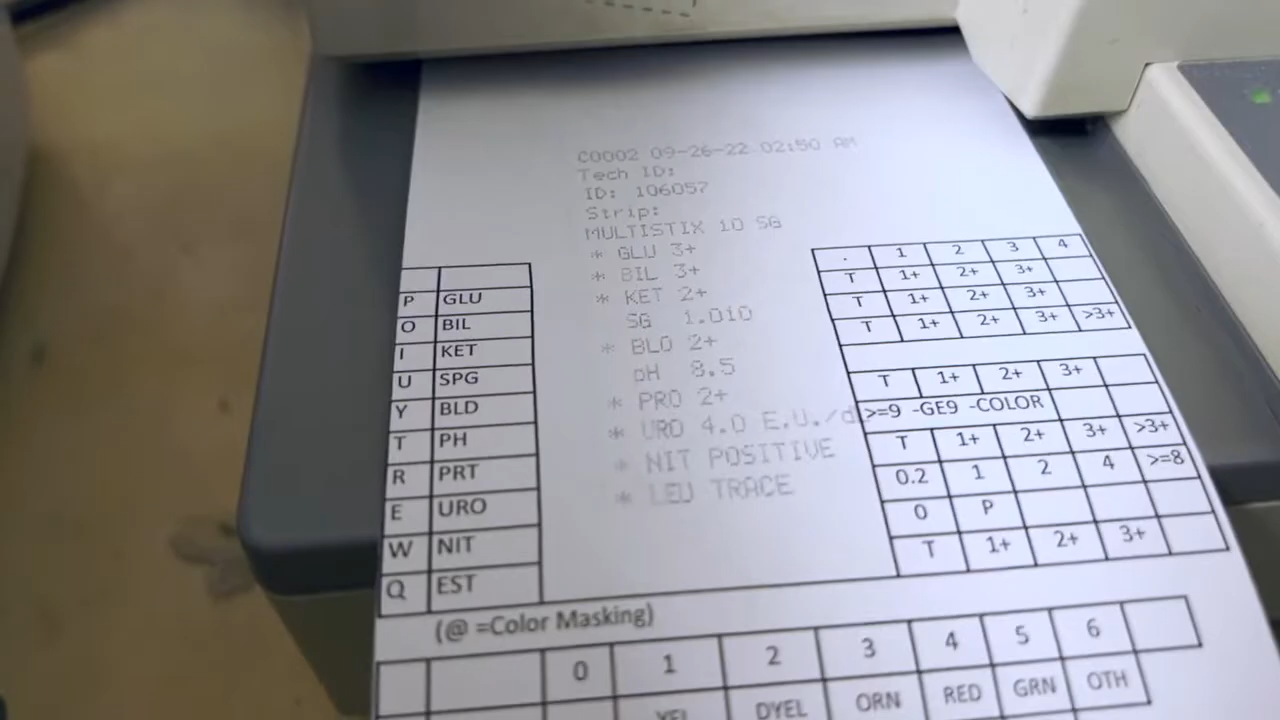 C0002 09-26-22 02:50 AM
Tech ID:
ID: 106057
Strip:
MULTISTIX 10 SG
* GLU 3+
* BIL 3+
* KET 2+
SG 1.010
* BLO 2+
pH 8.5
* PRO 2+
* URO 4.0 E.U./d
* NIT POSITIVE
* LEU TRACE
P GLU
O BIL
I KET
U SPG
Y BLD
T PH
R PRT
E URO
W NIT
Q EST
. 1 2 3 4
T 1+ 2+ 3+
T 1+ 2+ 3+
T 1+ 2+ 3+ >3+
T 1+ 2+ 3+
>=9 -GE9 -COLOR
T 1+ 2+ 3+ >3+
0.2 1 2 4 >=8
0 P
T 1+ 2+ 3+
(@ =Color Masking)
0 1 2 3 4 5 6
YEL DYEL ORN RED GRN OTH